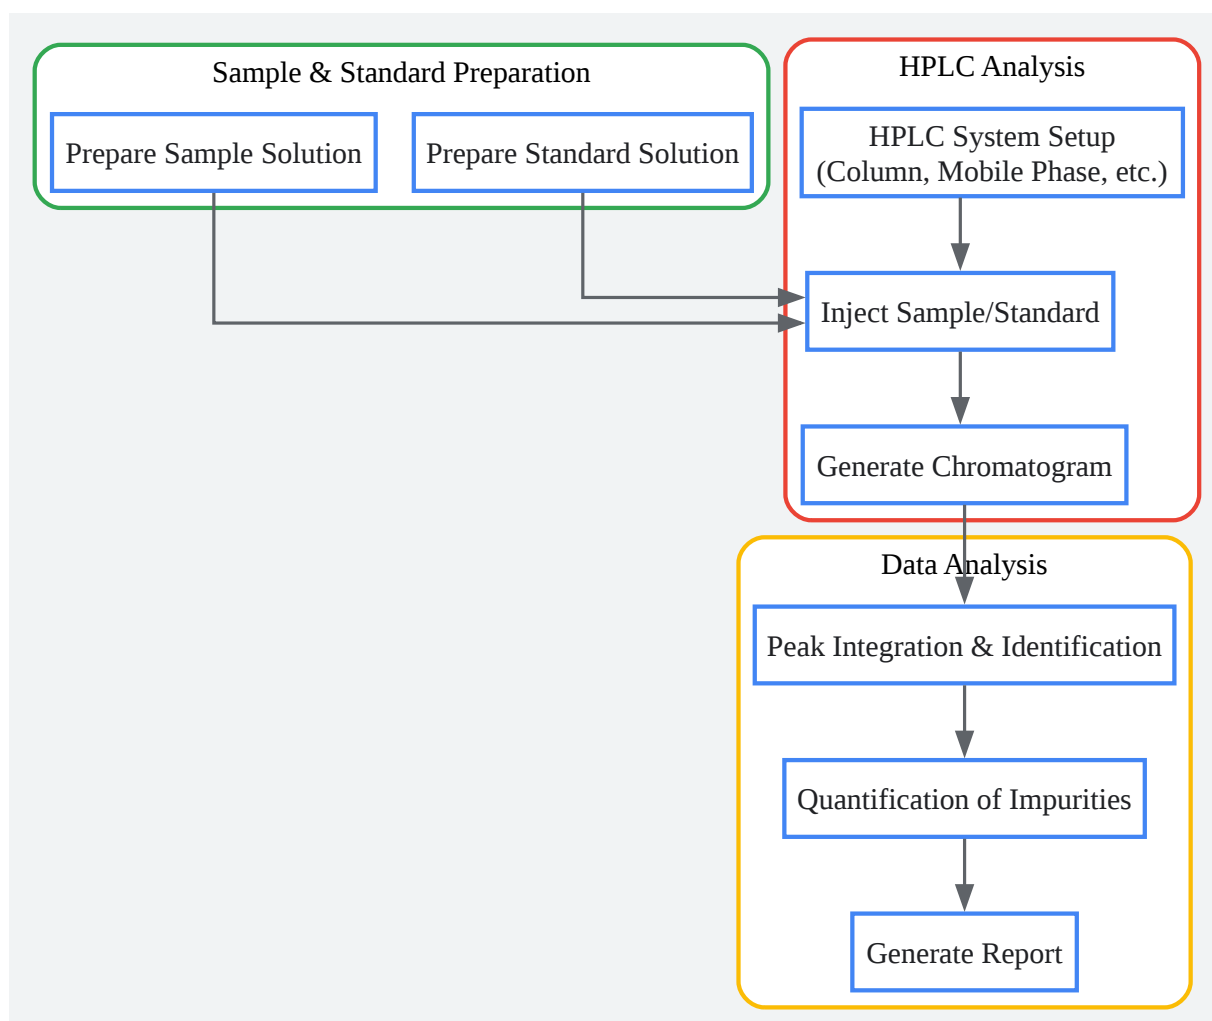 Sample & Standard Preparation
Prepare Sample Solution
Prepare Standard Solution
HPLC Analysis
HPLC System Setup
(Column, Mobile Phase, etc.)
Inject Sample/Standard
Generate Chromatogram
Data Analysis
Peak Integration & Identification
Quantification of Impurities
Generate Report